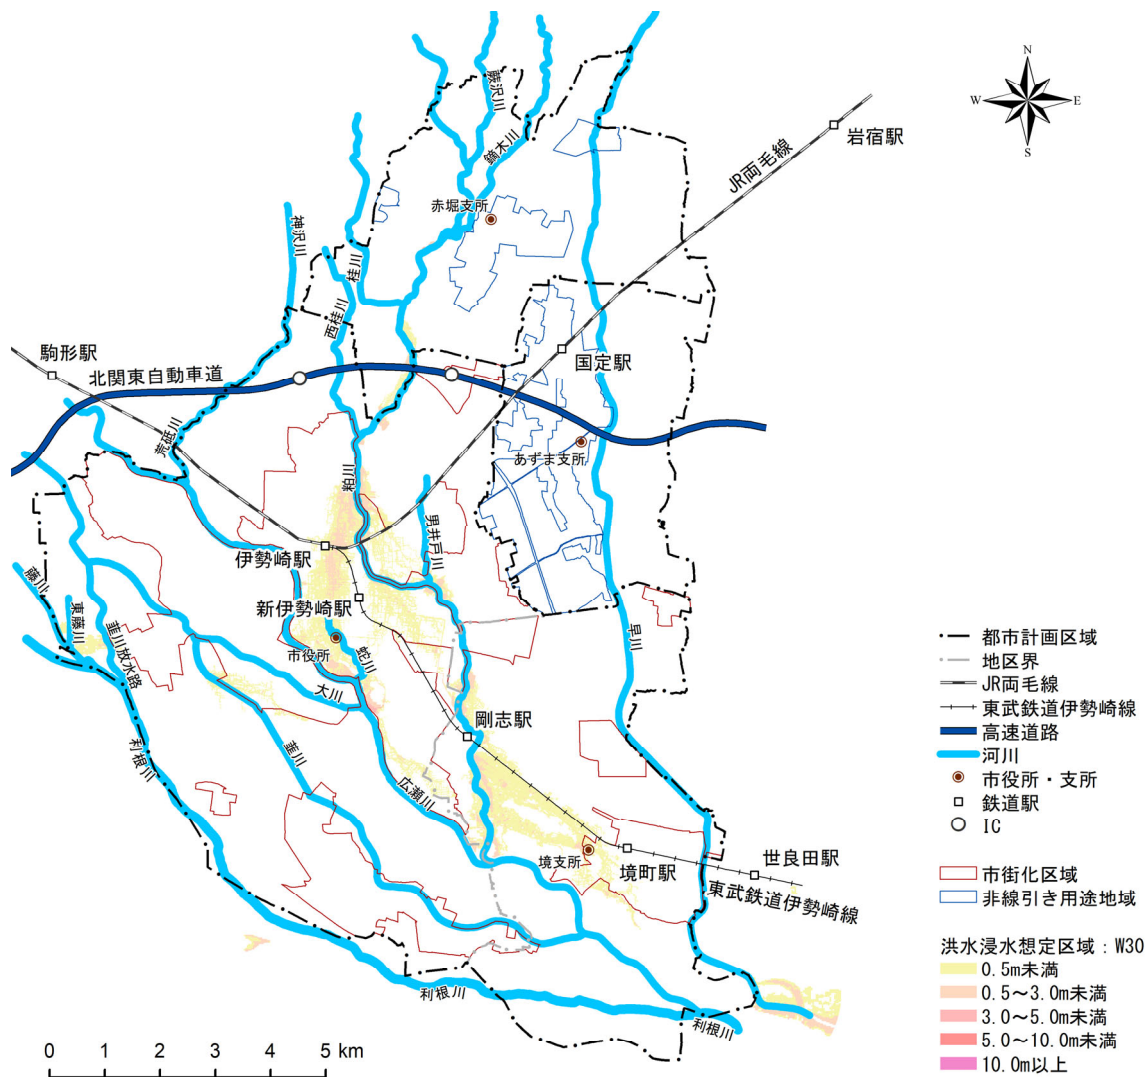 N
W
E
S
蕨沢川
鏑木川
岩宿駅
JR両毛線
赤堀支所
神沢川
桂川
西桂川
駒形駅
北関東自動車道
国定駅
荒砥川
あずま支所
粕川
男井戸川
伊勢崎駅
新伊勢崎駅
藤川
東藤川
韮川放水路
市役所
蛇川
早川
大川
剛志駅
利根川
韮川
広瀬川
境支所
境町駅
世良田駅
東武鉄道伊勢崎線
利根川
利根川
0 1 2 3 4 5 km
都市計画区域
地区界
JR両毛線
東武鉄道伊勢崎線
高速道路
河川
市役所・支所
鉄道駅
IC
市街化区域
非線引き用途地域
洪水浸水想定区域：W30
0.5m未満
0.5～3.0m未満
3.0～5.0m未満
5.0～10.0m未満
10.0m以上